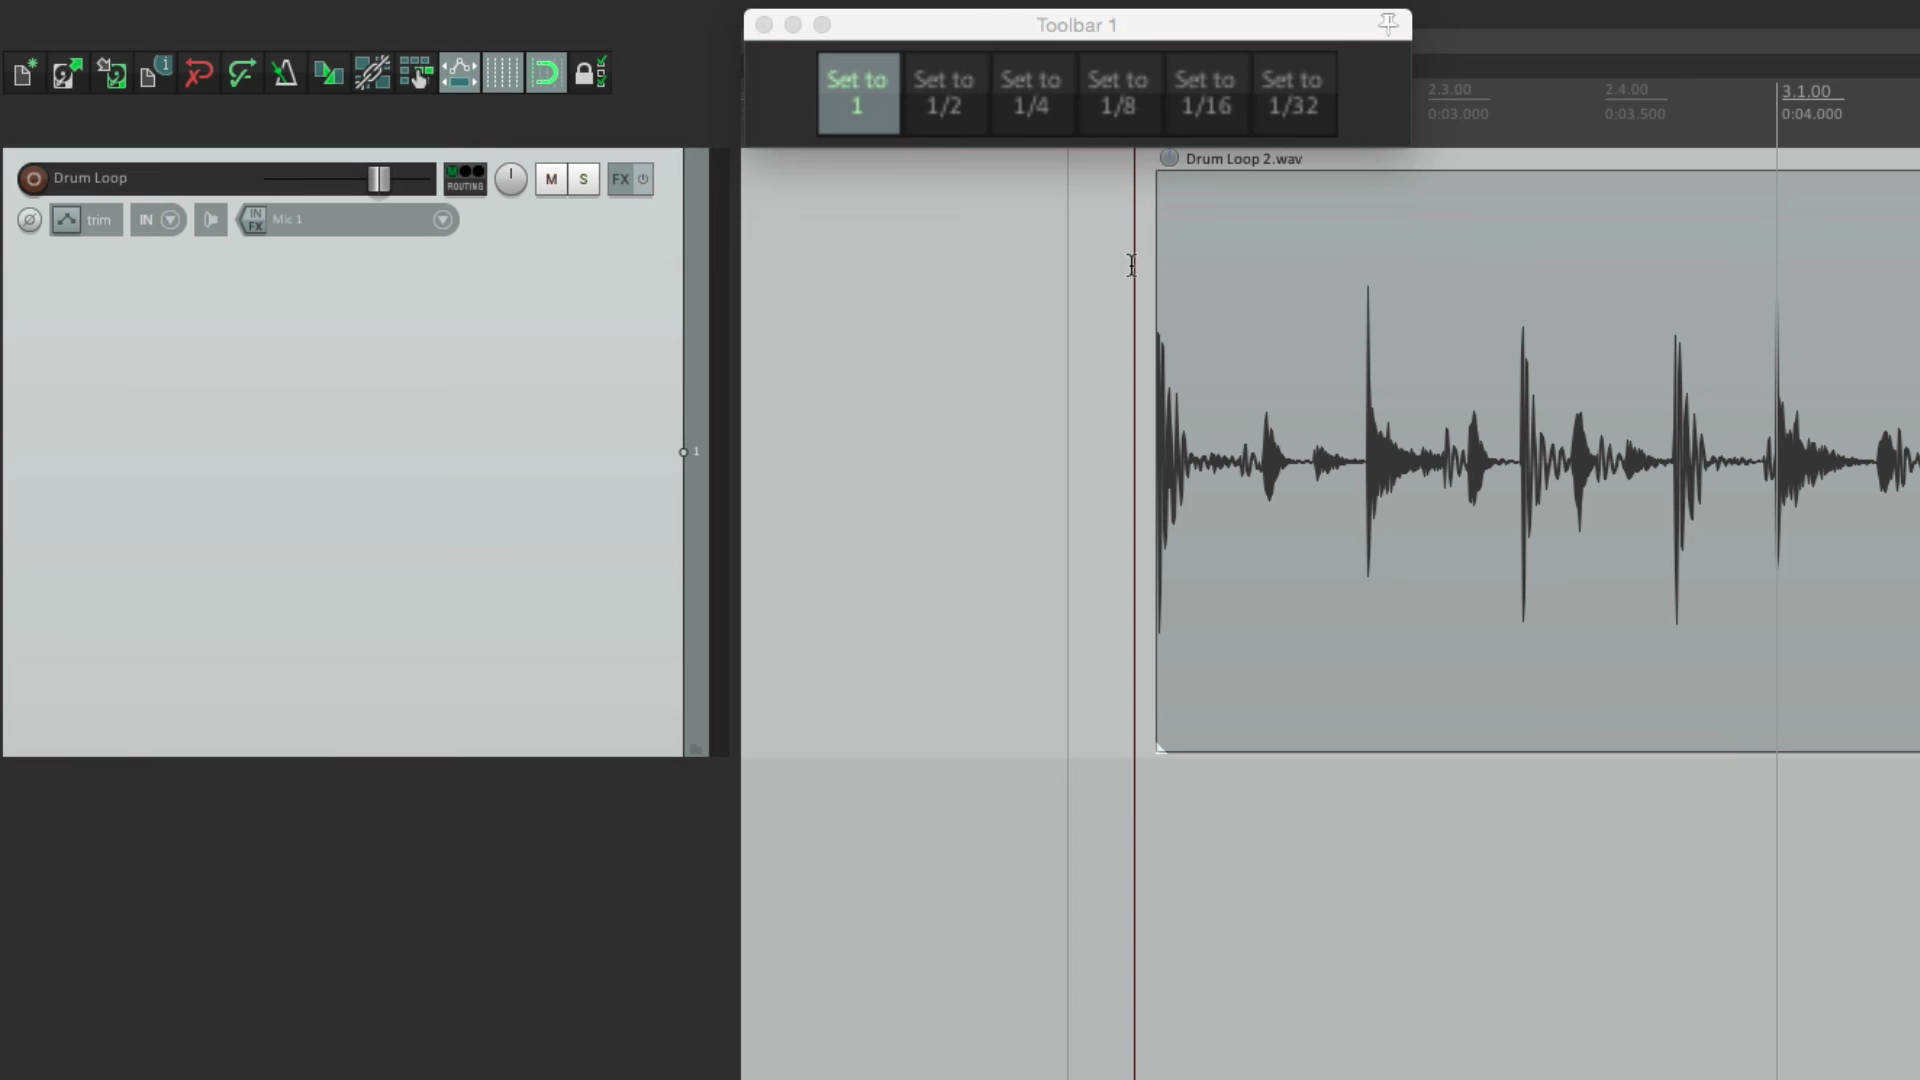 Toolbar 1
Set to 1
Set to 1/2
Set to 1/4
Set to 1/8
Set to 1/16
Set to 1/32
2.3.00
0:03.000
2.4.00
0:03.500
3.1.00
0:04.000
Drum Loop
M
ROUTING
M
S
FX
trim
IN
IN FX
Mic 1
1
Drum Loop 2.wav